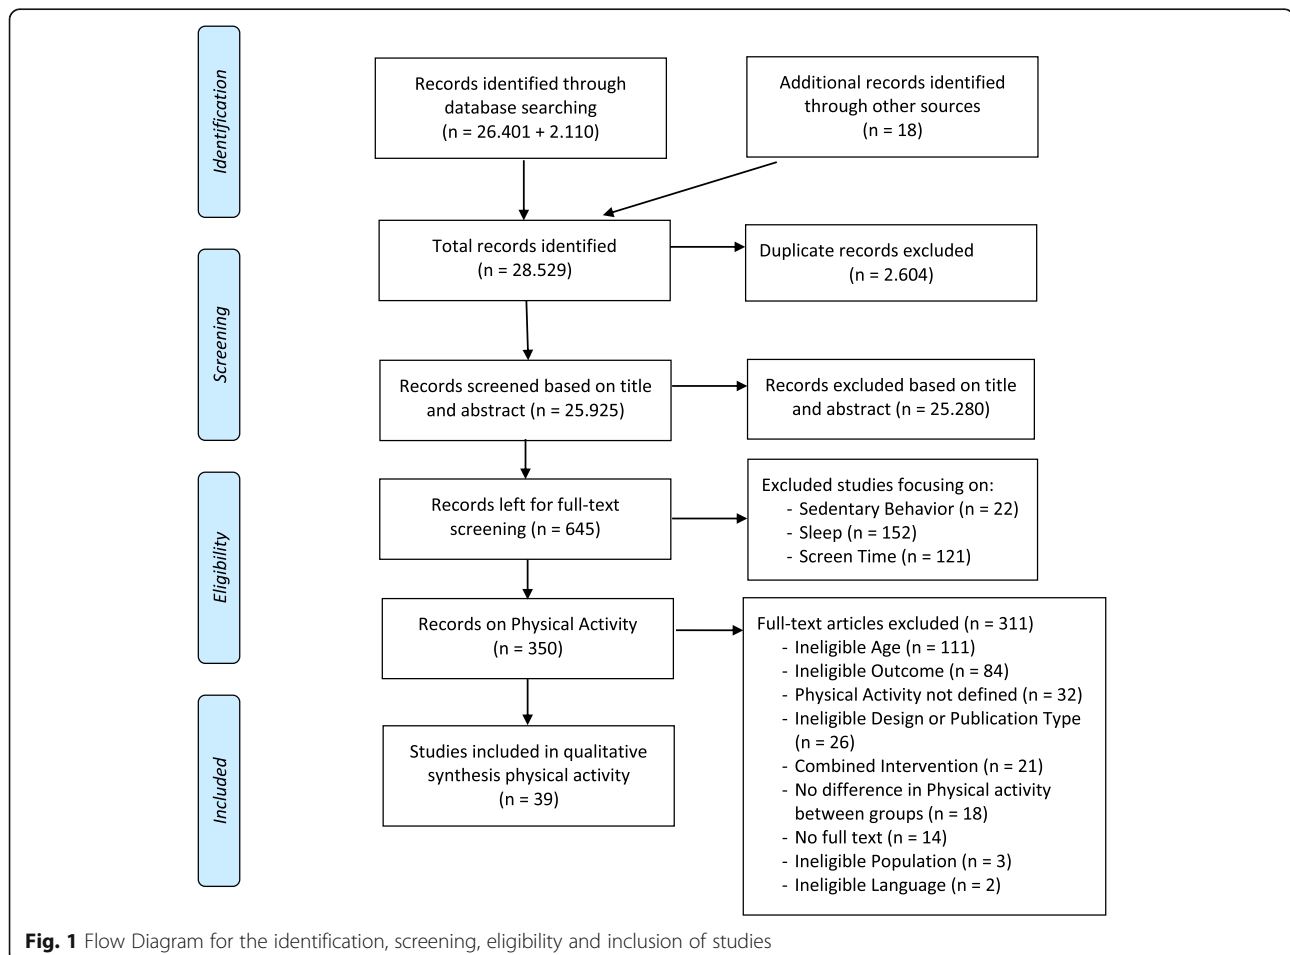 Identification
Records identified through
database searching
(n = 26.401 + 2.110)
Additional records identified
through other sources
(n = 18)
Total records identified
(n = 28.529)
Duplicate records excluded
(n = 2.604)
Screening
Records screened based on title
and abstract (n = 25.925)
Records excluded based on title
and abstract (n = 25.280)
Eligibility
Records left for full-text
screening (n = 645)
Excluded studies focusing on:
- Sedentary Behavior (n = 22)
- Sleep (n = 152)
- Screen Time (n = 121)
Records on Physical Activity
(n = 350)
Full-text articles excluded (n = 311)
- Ineligible Age (n = 111)
- Ineligible Outcome (n = 84)
- Physical Activity not defined (n = 32)
- Ineligible Design or Publication Type
(n = 26)
- Combined Intervention (n = 21)
- No difference in Physical activity
between groups (n = 18)
- No full text (n = 14)
- Ineligible Population (n = 3)
- Ineligible Language (n = 2)
Included
Studies included in qualitative
synthesis physical activity
(n = 39)
Fig. 1 Flow Diagram for the identification, screening, eligibility and inclusion of studies